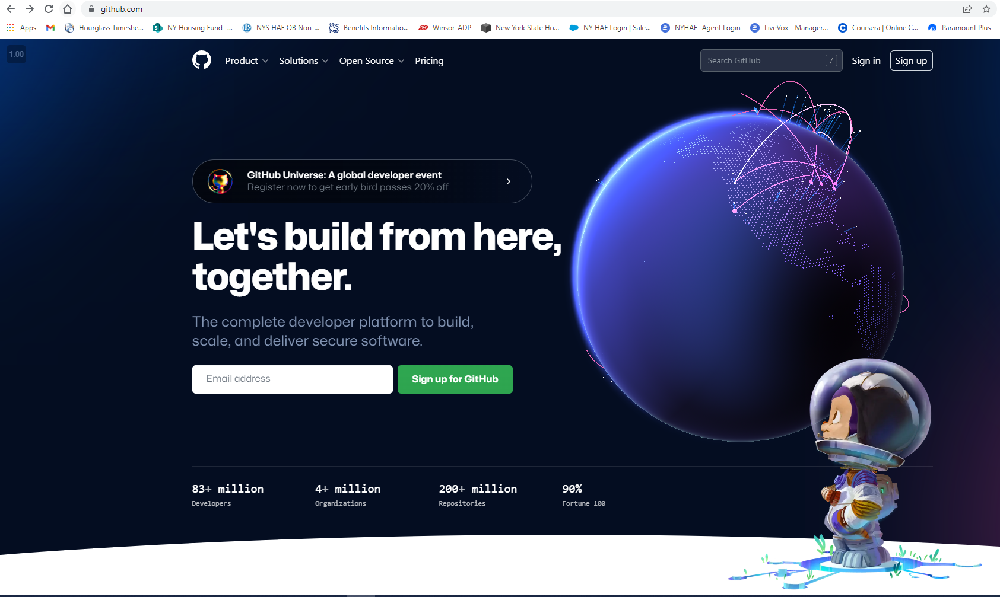 github.com
Apps
Hourglass Timeshe...
NY Housing Fund -...
NYS HAF OB Non-...
Benefits Informatio...
Winsor_ADP
New York State Ho...
NY HAF Login | Sale...
NYHAF- Agent Login
LiveVox - Manager...
Coursera | Online C...
Paramount Plus
1.00
Product
Solutions
Open Source
Pricing
Search GitHub
/
Sign in
Sign up
GitHub Universe: A global developer event
Register now to get early bird passes 20% off
Let's build from here,
together.
The complete developer platform to build,
scale, and deliver secure software.
Email address
Sign up for GitHub
83+ million
Developers
4+ million
Organizations
200+ million
Repositories
90%
Fortune 100